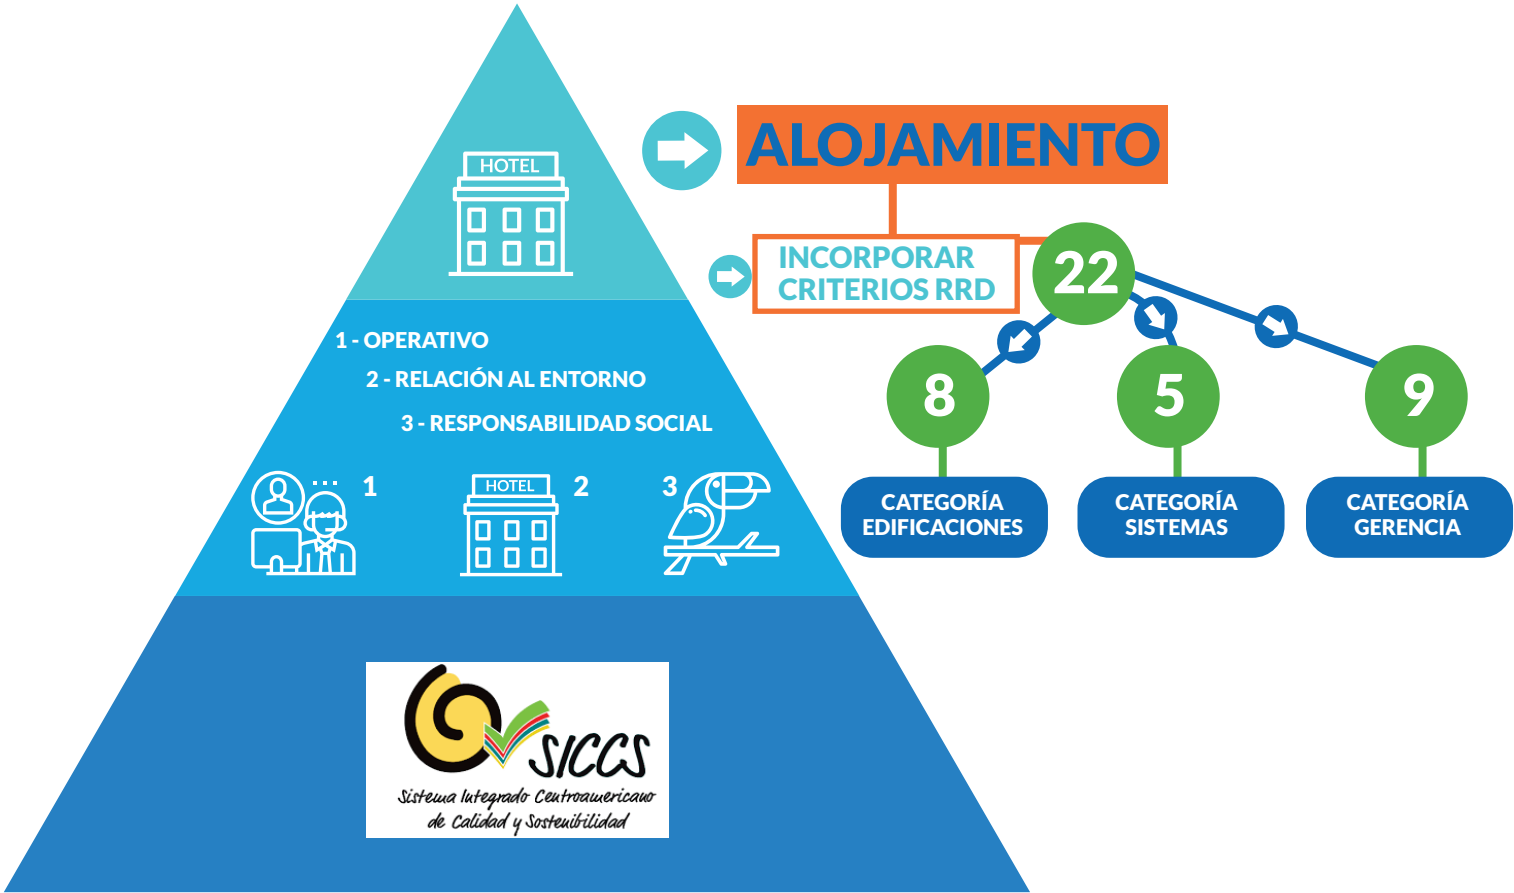 HOTEL
ALOJAMIENTO
INCORPORAR
CRITERIOS RRD
22
8
5
9
CATEGORÍA
EDIFICACIONES
CATEGORÍA
SISTEMAS
CATEGORÍA
GERENCIA
1 - OPERATIVO
2 - RELACIÓN AL ENTORNO
3 - RESPONSABILIDAD SOCIAL
1
HOTEL
2
3
SICCS
Sistema Integrado Centroamericano
de Calidad y Sostenibilidad